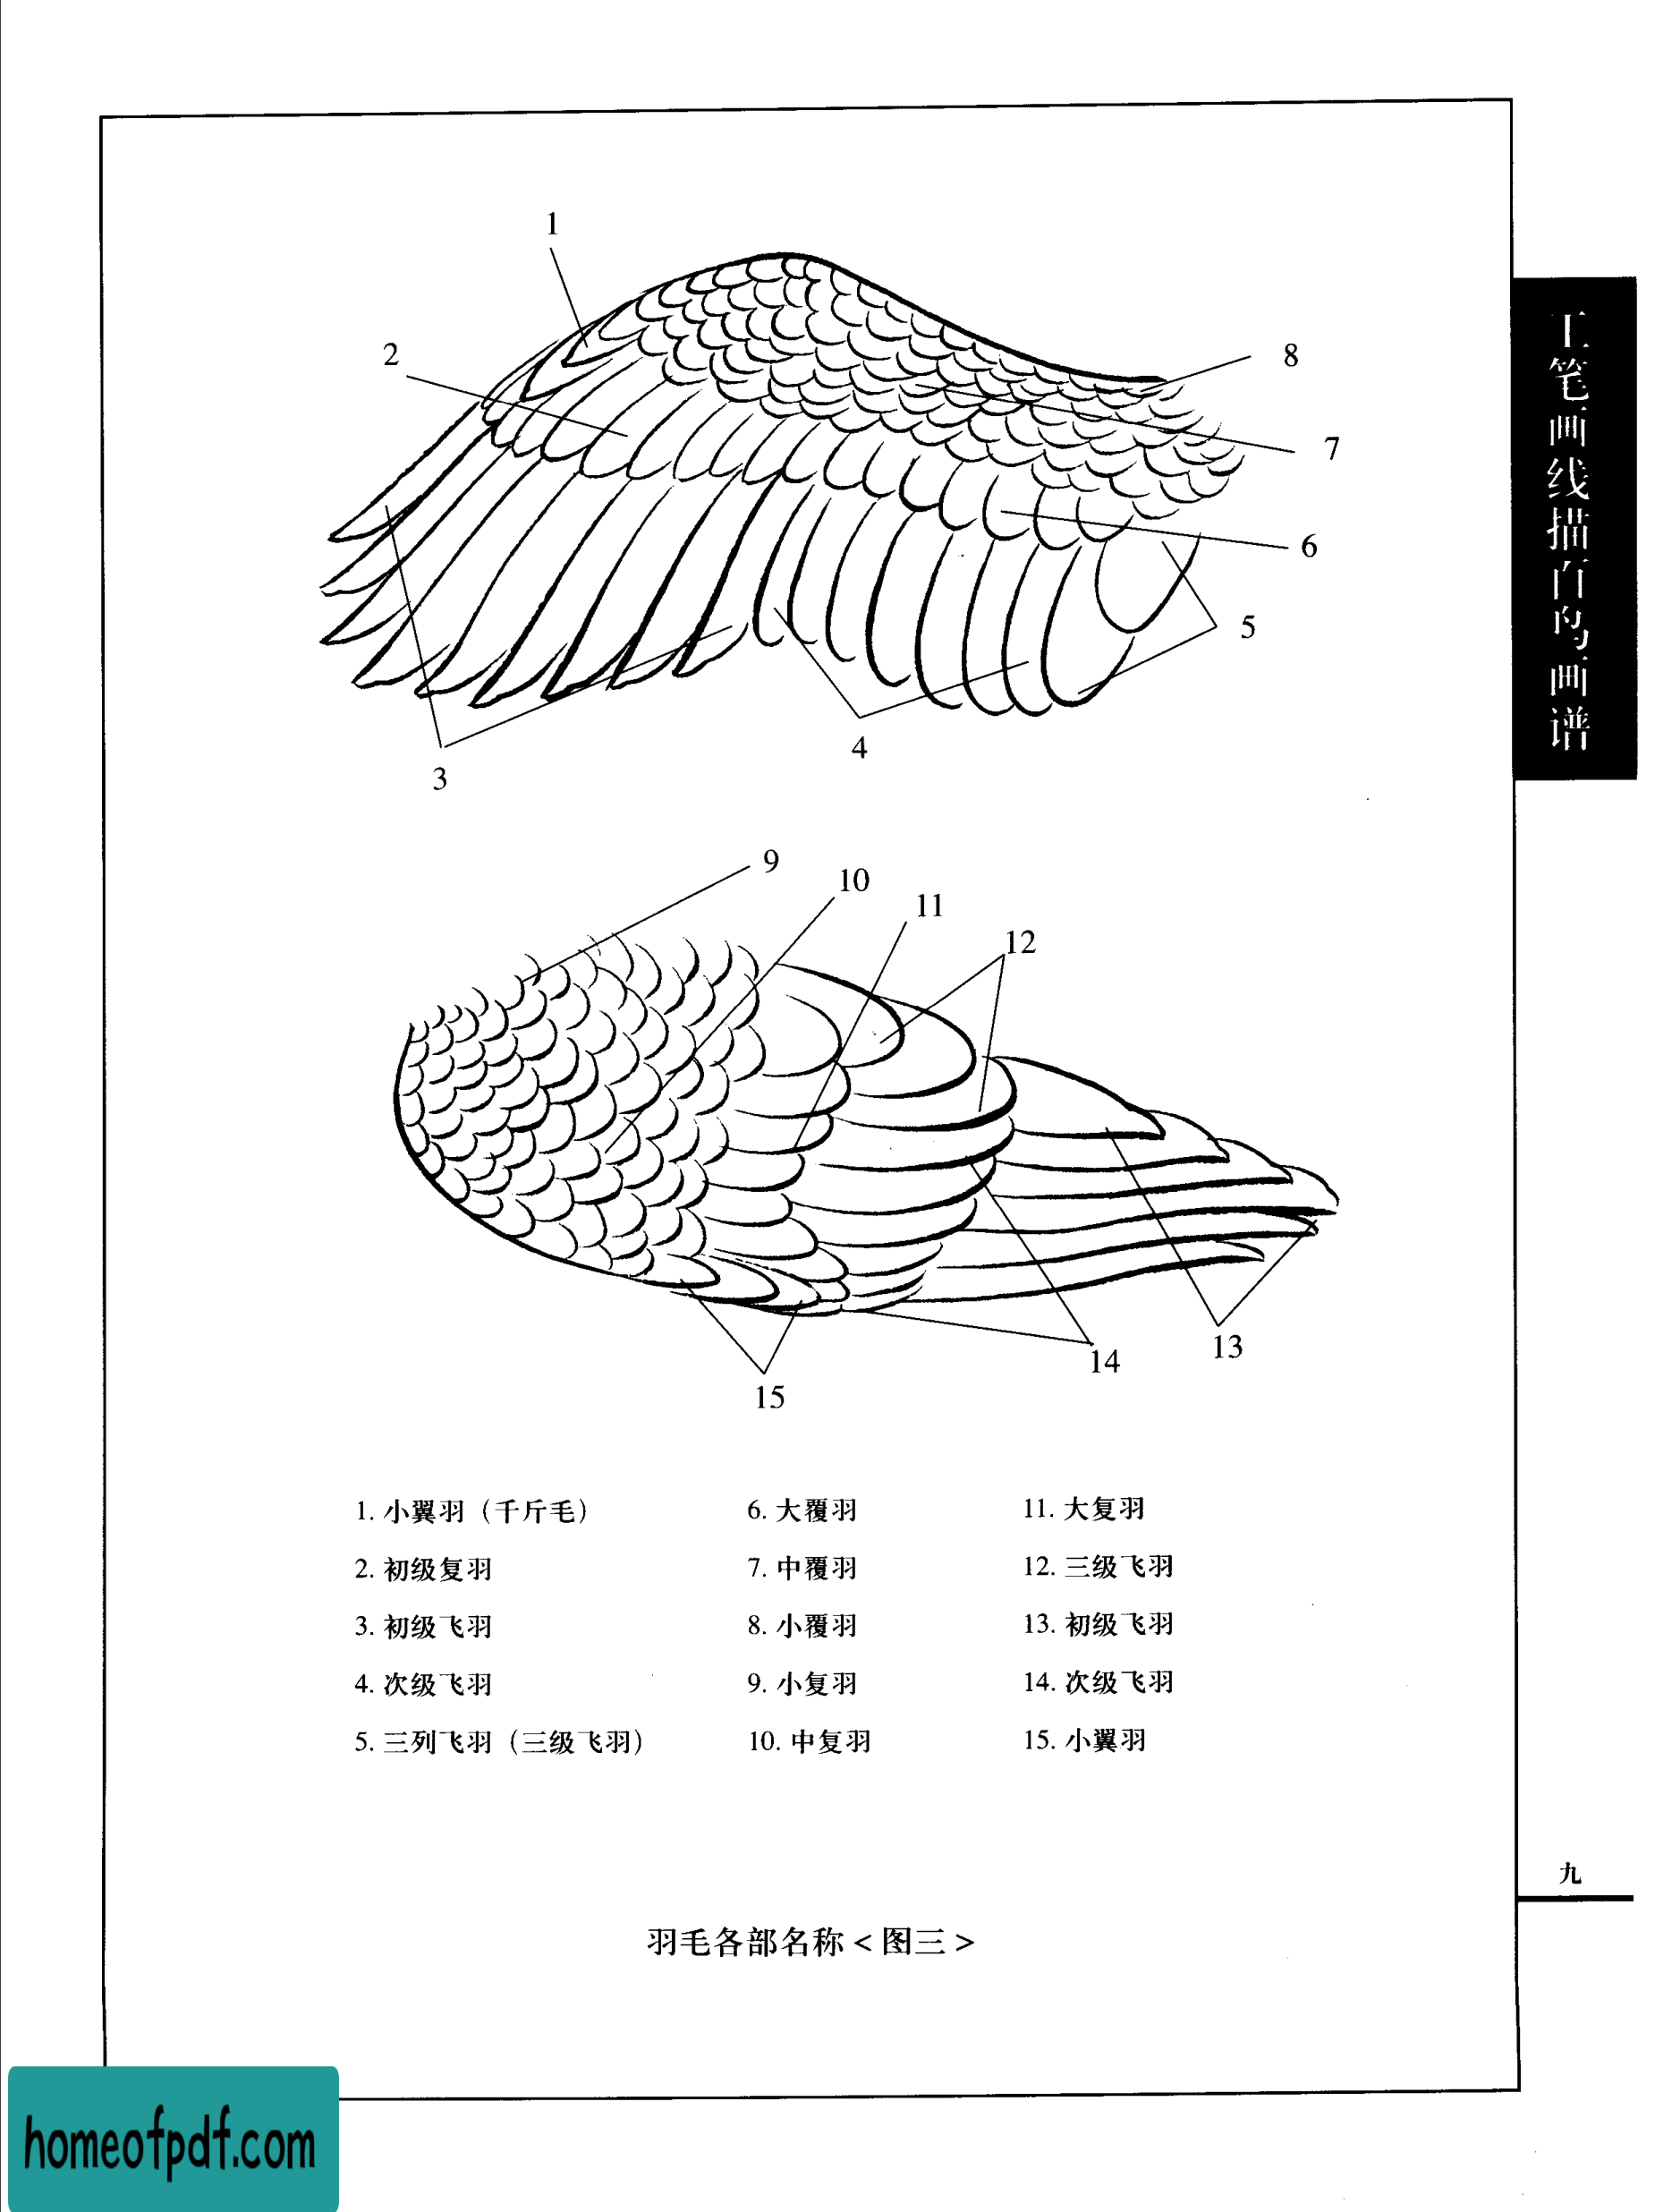 1
2
8
7
6
5
4
3
9
10
11
12
13
14
15
1. 小翼羽（千斤毛）
2. 初级复羽
3. 初级飞羽
4. 次级飞羽
5. 三列飞羽（三级飞羽）
6. 大覆羽
7. 中覆羽
8. 小覆羽
9. 小复羽
10. 中复羽
11. 大复羽
12. 三级飞羽
13. 初级飞羽
14. 次级飞羽
15. 小翼羽
羽毛各部名称<图三>
工笔画线描百鸟画谱
九
homeofpdf.com